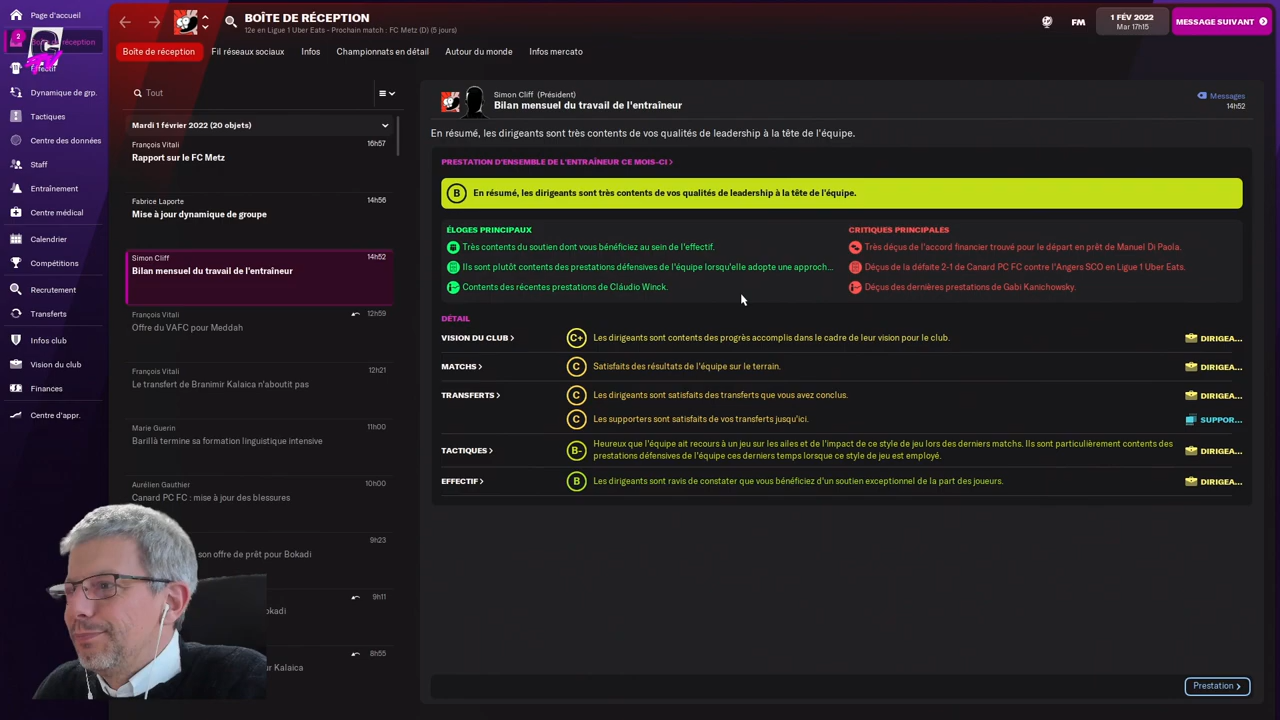 Page d'accueil
2
Boîte de réception
Effectif
Dynamique de grp.
Tactiques
Centre des données
Staff
Entraînement
Centre médical
Calendrier
Compétitions
Recrutement
Transferts
Infos club
Vision du club
Finances
Centre d'appr.
BOÎTE DE RÉCEPTION
12e en Ligue 1 Uber Eats - Prochain match : FC Metz (D) (5 jours)
FM
1 FÉV 2022
Mar 17h15
MESSAGE SUIVANT
Boîte de réception
Fil réseaux sociaux
Infos
Championnats en détail
Autour du monde
Infos mercato
Tout
Mardi 1 février 2022 (20 objets)
François Vitali 16h57
Rapport sur le FC Metz
Fabrice Laporte 14h56
Mise à jour dynamique de groupe
Simon Cliff 14h52
Bilan mensuel du travail de l'entraîneur
François Vitali 12h59
Offre du VAFC pour Meddah
François Vitali 12h21
Le transfert de Branimir Kalaica n'aboutit pas
Marie Guerin 11h00
Barillà termine sa formation linguistique intensive
Aurélien Gauthier 10h00
Canard PC FC : mise à jour des blessures
9h23
son offre de prêt pour Bokadi
9h11
okadi
8h55
ur Kalaica
Simon Cliff (Président)
Bilan mensuel du travail de l'entraîneur
Messages
14h52
En résumé, les dirigeants sont très contents de vos qualités de leadership à la tête de l'équipe.
PRESTATION D'ENSEMBLE DE L'ENTRAÎNEUR CE MOIS-CI >
B En résumé, les dirigeants sont très contents de vos qualités de leadership à la tête de l'équipe.
ÉLOGES PRINCIPAUX
Très contents du soutien dont vous bénéficiez au sein de l'effectif.
Ils sont plutôt contents des prestations défensives de l'équipe lorsqu'elle adopte une approch...
Contents des récentes prestations de Cláudio Winck.
CRITIQUES PRINCIPALES
Très déçus de l'accord financier trouvé pour le départ en prêt de Manuel Di Paola.
Déçus de la défaite 2-1 de Canard PC FC contre l'Angers SCO en Ligue 1 Uber Eats.
Déçus des dernières prestations de Gabi Kanichowsky.
DÉTAIL
VISION DU CLUB > C+ Les dirigeants sont contents des progrès accomplis dans le cadre de leur vision pour le club. DIRIGEA...
MATCHS > C Satisfaits des résultats de l'équipe sur le terrain. DIRIGEA...
TRANSFERTS > C Les dirigeants sont satisfaits des transferts que vous avez conclus. DIRIGEA...
C Les supporters sont satisfaits de vos transferts jusqu'ici. SUPPOR...
TACTIQUES > B- Heureux que l'équipe ait recours à un jeu sur les ailes et de l'impact de ce style de jeu lors des derniers matchs. Ils sont particulièrement contents des
prestations défensives de l'équipe ces derniers temps lorsque ce style de jeu est employé. DIRIGEA...
EFFECTIF > B Les dirigeants sont ravis de constater que vous bénéficiez d'un soutien exceptionnel de la part des joueurs. DIRIGEA...
Prestation >